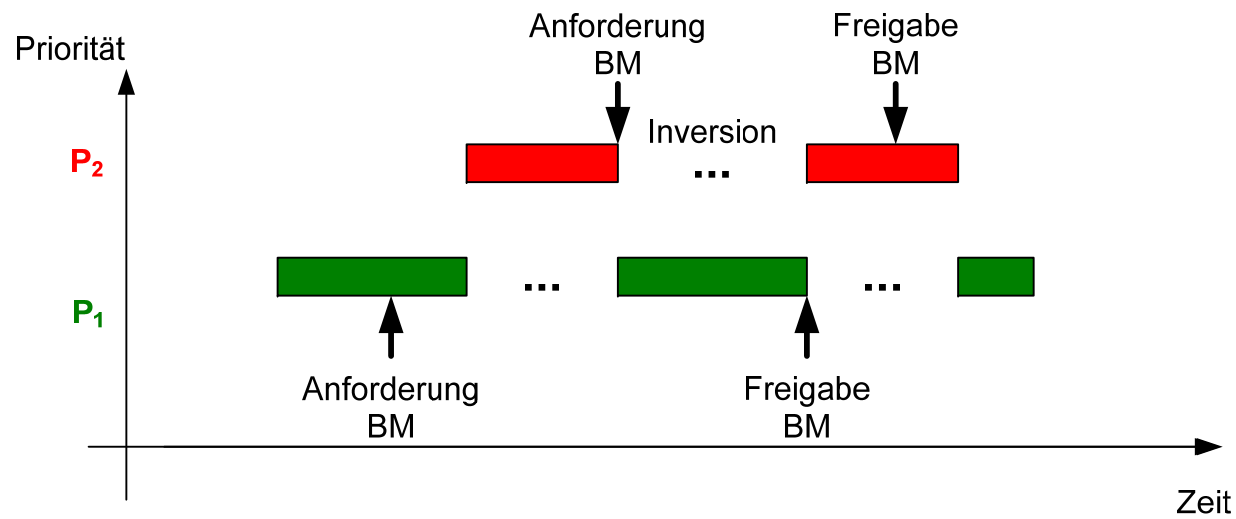 Anforderung
BM
Freigabe
BM
Priorität
Inversion
...
P₂
... ...
P₁
Anforderung
BM
Freigabe
BM
Zeit